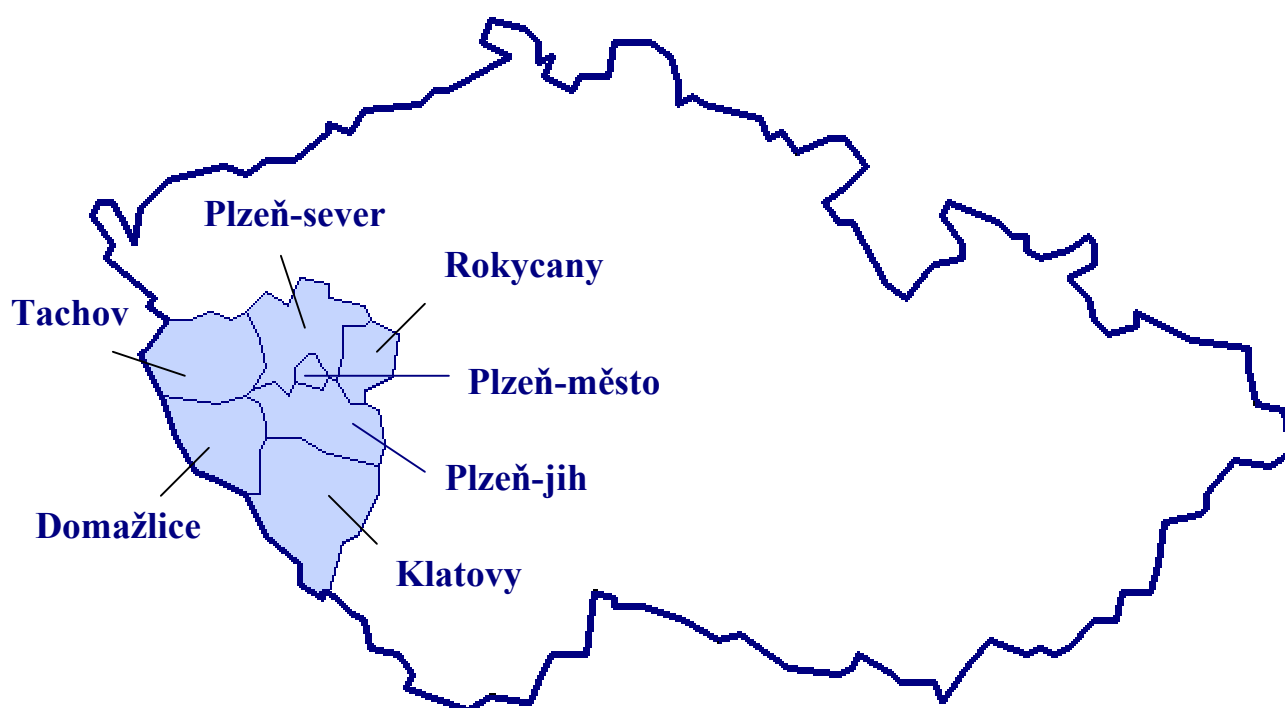 Plzeň-sever
Rokycany
Tachov
Plzeň-město
Plzeň-jih
Domažlice
Klatovy